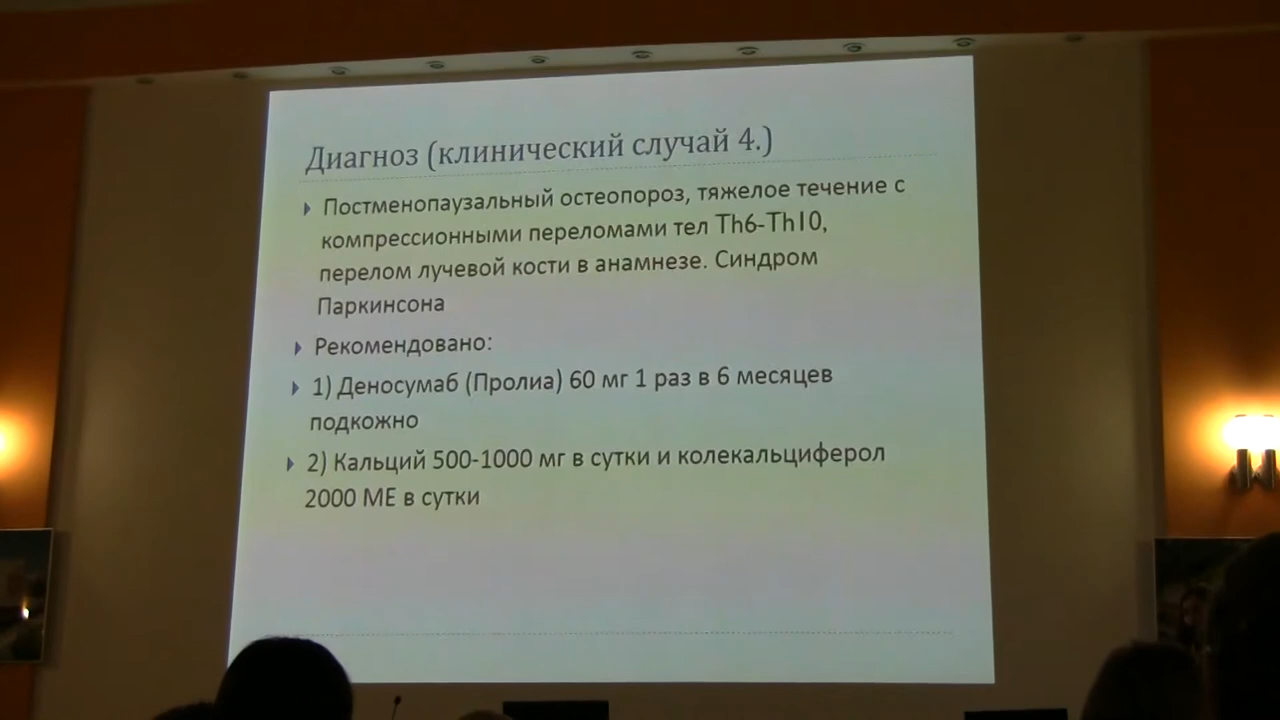 Диагноз (клинический случай 4.)
Постменопаузальный остеопороз, тяжелое течение с
компрессионными переломами тел Th6-Th10,
перелом лучевой кости в анамнезе. Синдром
Паркинсона
Рекомендовано:
1) Деносумаб (Пролиа) 60 мг 1 раз в 6 месяцев
подкожно
2) Кальций 500-1000 мг в сутки и колекальциферол
2000 МЕ в сутки